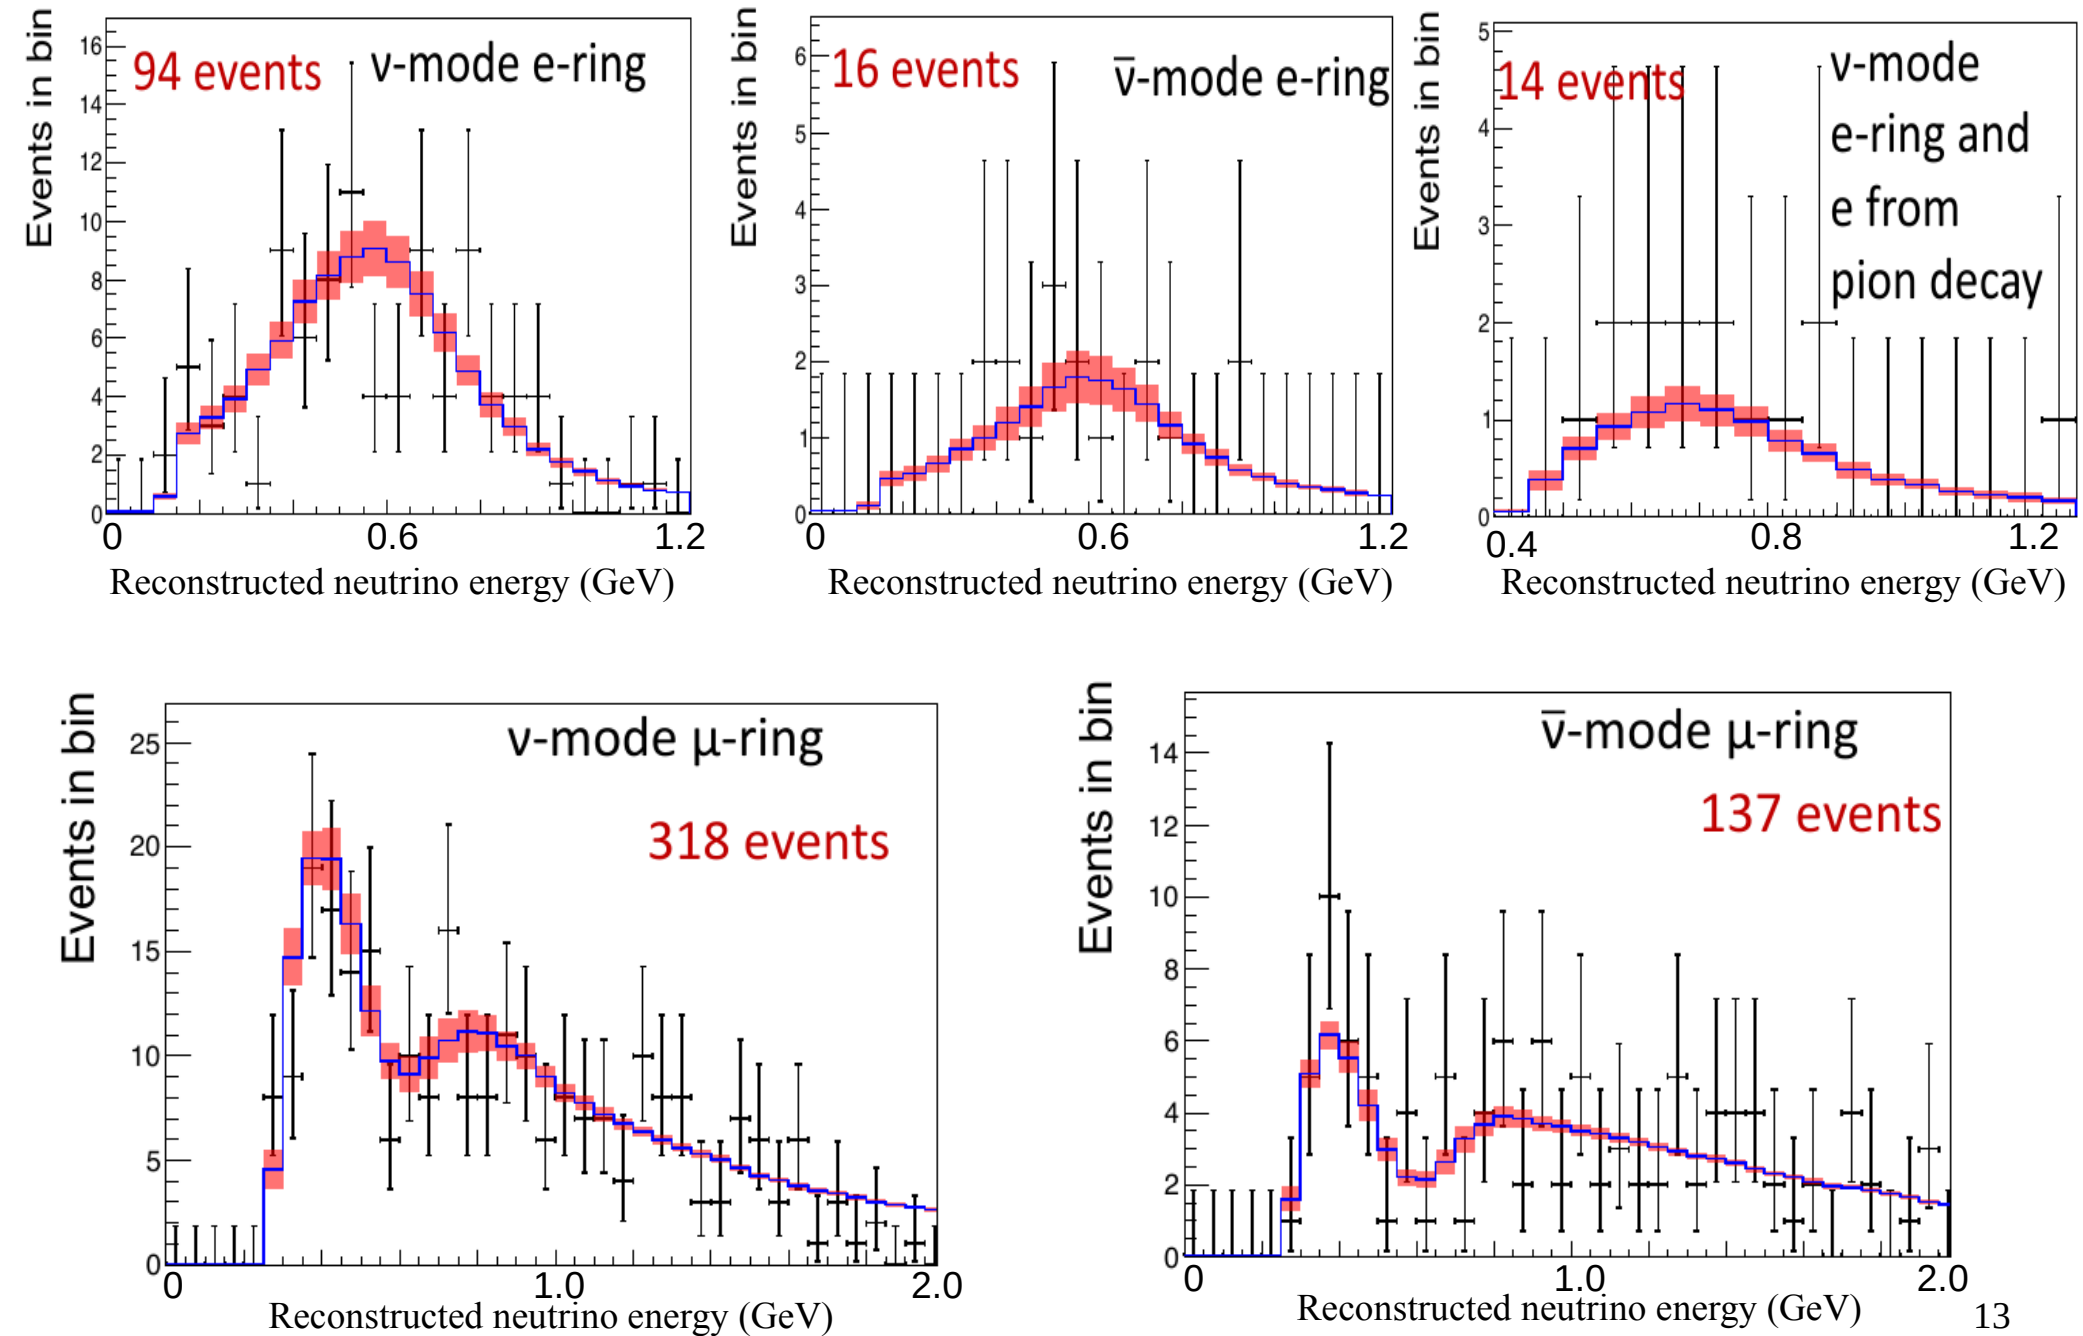 Events in bin
16
14
12
10
8
6
4
2
0
94 events
ν-mode e-ring
0
0.6
1.2
Reconstructed neutrino energy (GeV)
Events in bin
6
5
4
3
2
1
0
16 events
ν̅-mode e-ring
0
0.6
1.2
Reconstructed neutrino energy (GeV)
Events in bin
5
4
3
2
1
0
14 events
ν-mode
e-ring and
e from
pion decay
0.4
0.8
1.2
Reconstructed neutrino energy (GeV)
Events in bin
25
20
15
10
5
0
ν-mode μ-ring
318 events
0
1.0
2.0
Reconstructed neutrino energy (GeV)
Events in bin
14
12
10
8
6
4
2
0
ν̅-mode μ-ring
137 events
0
1.0
2.0
Reconstructed neutrino energy (GeV)
13